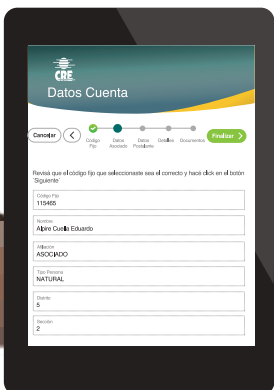 CRE
Datos Cuenta
Cancelar
Código Fijo
Datos Asociado
Datos Postulante
Detalles
Documentos
Finalizar
Revisá que el código fijo que seleccionaste sea el correcto y hacé click en el botón
'Siguiente'
Código Fijo
115465
Nombre
Alpire Cuella Eduardo
Afiliación
ASOCIADO
Tipo Persona
NATURAL
Distrito
5
Sección
2